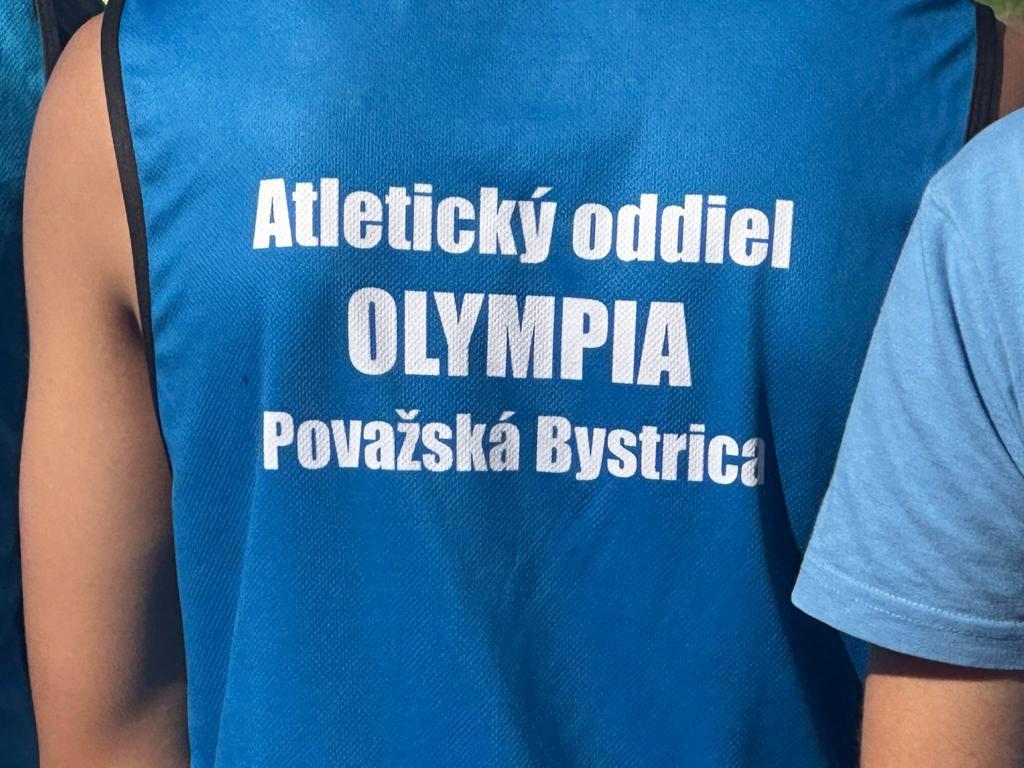 Atletický oddiel
OLYMPIA
Považská Bystrica